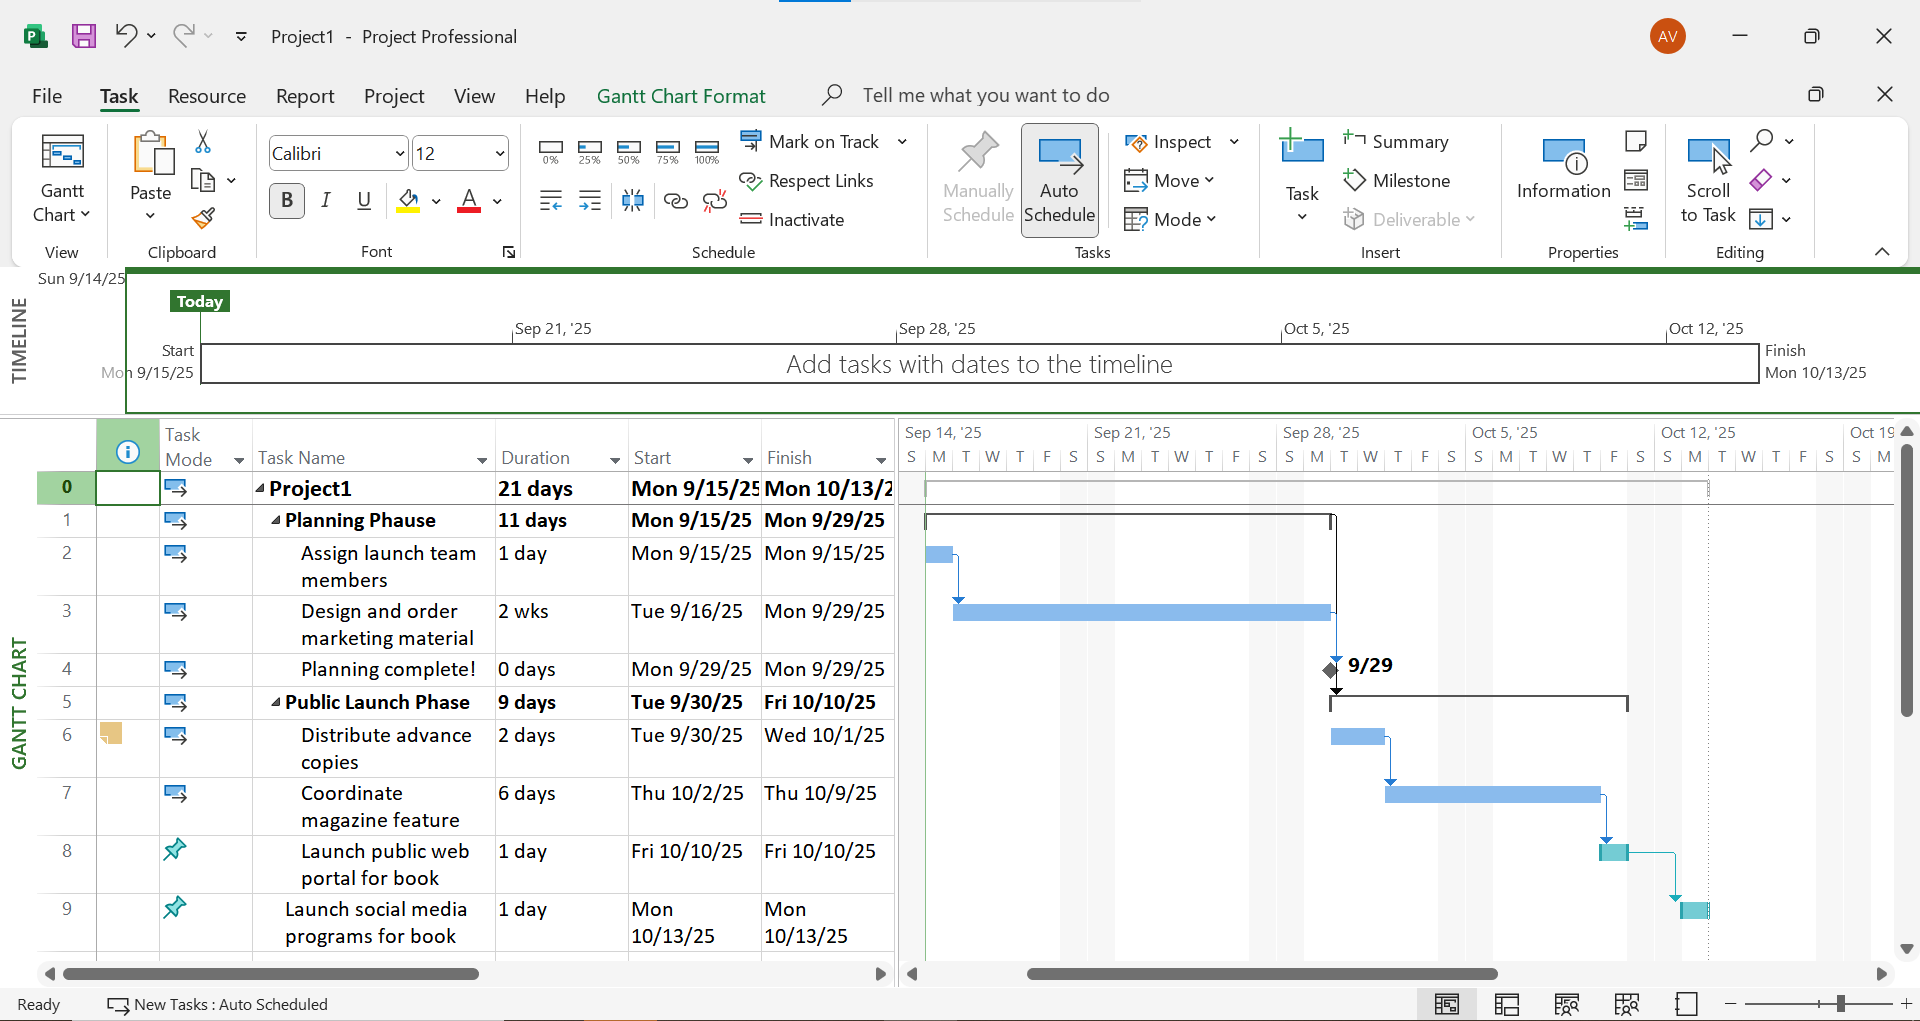 Project1 - Project Professional
AV
File Task Resource Report Project View Help Gantt Chart Format Tell me what you want to do
Gantt
Chart
View
Paste
Clipboard
Calibri 12
B I U A
Font
0% 25% 50% 75% 100%
Mark on Track
Respect Links
Inactivate
Schedule
Manually
Schedule
Auto
Schedule
Inspect
Move
Mode
Tasks
Task
Summary
Milestone
Deliverable
Insert
Information
Properties
Scroll
to Task
Editing
TIMELINE
Sun 9/14/25
Today
Sep 21, '25 Sep 28, '25 Oct 5, '25 Oct 12, '25
Start
Mon 9/15/25
Add tasks with dates to the timeline
Finish
Mon 10/13/25
GANTT CHART
Task
Mode Task Name Duration Start Finish
Sep 14, '25 Sep 21, '25 Sep 28, '25 Oct 5, '25 Oct 12, '25 Oct 19
S M T W T F S S M T W T F S S M T W T F S S M T W T F S S M T W T F S S M
0 Project1 21 days Mon 9/15/25 Mon 10/13/2
1 Planning Phause 11 days Mon 9/15/25 Mon 9/29/25
2 Assign launch team 1 day Mon 9/15/25 Mon 9/15/25
members
3 Design and order 2 wks Tue 9/16/25 Mon 9/29/25
marketing material
4 Planning complete! 0 days Mon 9/29/25 Mon 9/29/25
9/29
5 Public Launch Phase 9 days Tue 9/30/25 Fri 10/10/25
6 Distribute advance 2 days Tue 9/30/25 Wed 10/1/25
copies
7 Coordinate 6 days Thu 10/2/25 Thu 10/9/25
magazine feature
8 Launch public web 1 day Fri 10/10/25 Fri 10/10/25
portal for book
9 Launch social media 1 day Mon Mon
programs for book 10/13/25 10/13/25
Ready New Tasks : Auto Scheduled